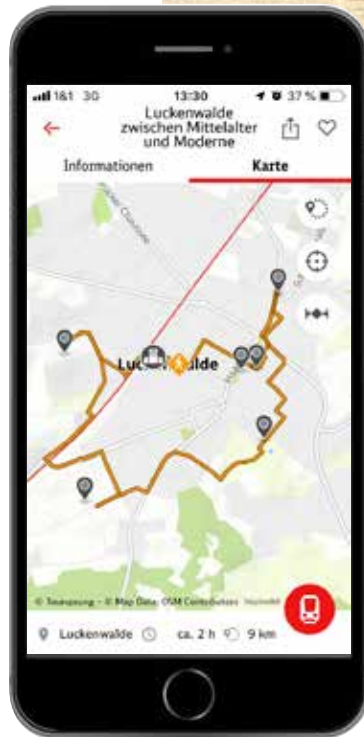 1&1 3G 13:30 37 %
Luckenwalde
zwischen Mittelalter
und Moderne
Informationen Karte
Luckenwalde
© Toursprung - © Map Data: OSM Contributors
Luckenwalde ca. 2 h 9 km